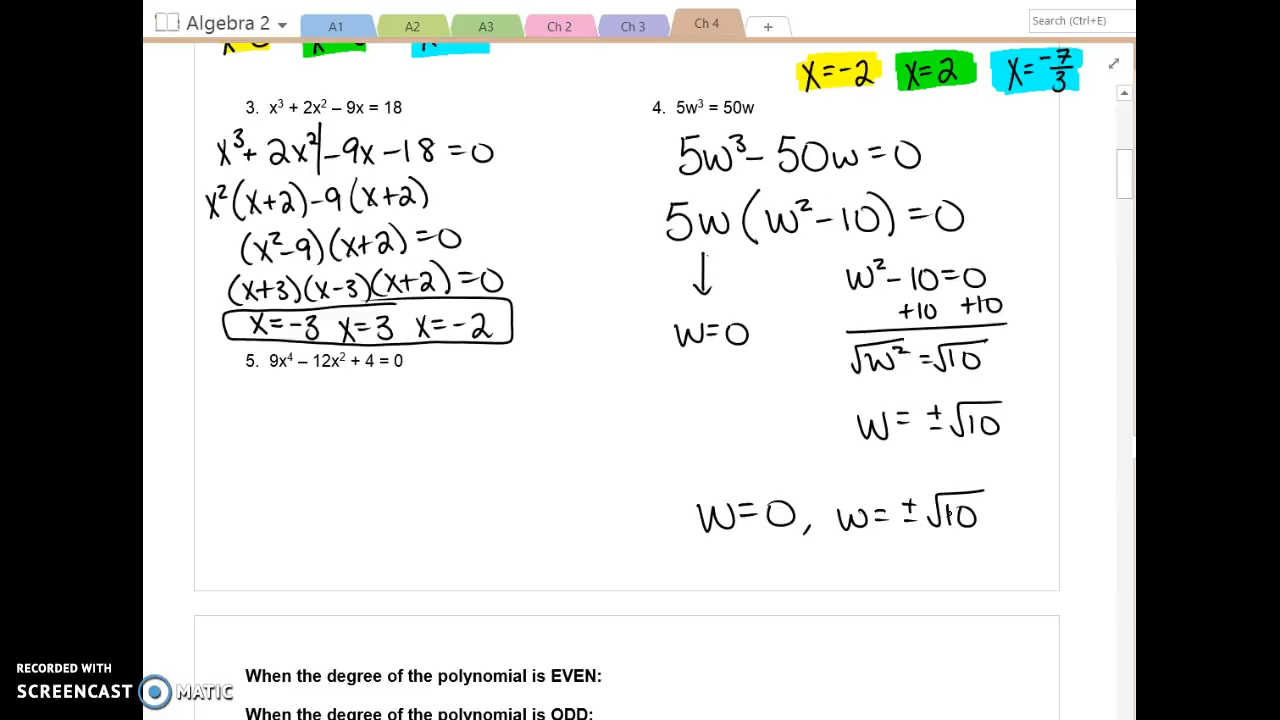 Algebra 2
A1
A2
A3
Ch 2
Ch 3
Ch 4
+
Search (Ctrl+E)
x=-2 x=2 x=-7/3
3. x³ + 2x² – 9x = 18
x³ + 2x² | - 9x - 18 = 0
x²(x+2) - 9(x+2)
(x²-9)(x+2)=0
(x+3)(x-3)(x+2)=0
x=-3 x=3 x=-2
4. 5w³ = 50w
5w³ - 50w = 0
5w(w²-10)=0
w=0
w²-10=0
+10 +10
√w² = √10
w = ±√10
w=0, w=±√10
5. 9x⁴ – 12x² + 4 = 0
When the degree of the polynomial is EVEN:
When the degree of the polynomial is ODD:
RECORDED WITH
SCREENCAST MATIC